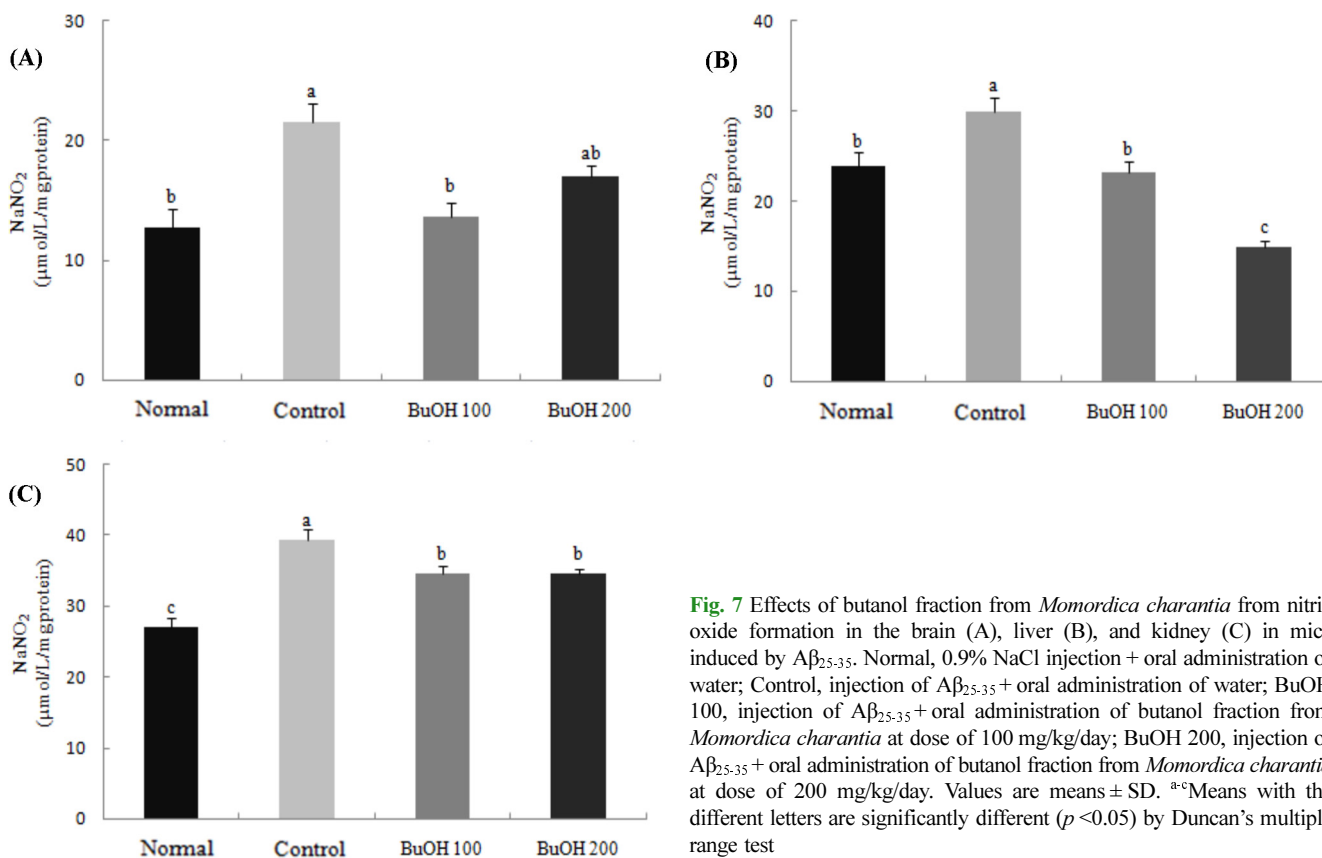 (A)
30
20
10
0
NaNO2
(μm ol/L/m gprotein)
b
a
b
ab
Normal
Control
BuOH 100
BuOH 200
(B)
40
30
20
10
0
NaNO2
(μm ol/L/m gprotein)
b
a
b
c
Normal
Control
BuOH 100
BuOH 200
(C)
50
40
30
20
10
0
NaNO2
(μm ol/L/m gprotein)
c
a
b
b
Normal
Control
BuOH 100
BuOH 200
Fig. 7 Effects of butanol fraction from Momordica charantia from nitri
oxide formation in the brain (A), liver (B), and kidney (C) in mic
induced by Aβ25-35. Normal, 0.9% NaCl injection + oral administration o
water; Control, injection of Aβ25-35 + oral administration of water; BuOH
100, injection of Aβ25-35 + oral administration of butanol fraction from
Momordica charantia at dose of 100 mg/kg/day; BuOH 200, injection o
Aβ25-35 + oral administration of butanol fraction from Momordica charantia
at dose of 200 mg/kg/day. Values are means ± SD. a-cMeans with th
different letters are significantly different (p <0.05) by Duncan's multipl
range test